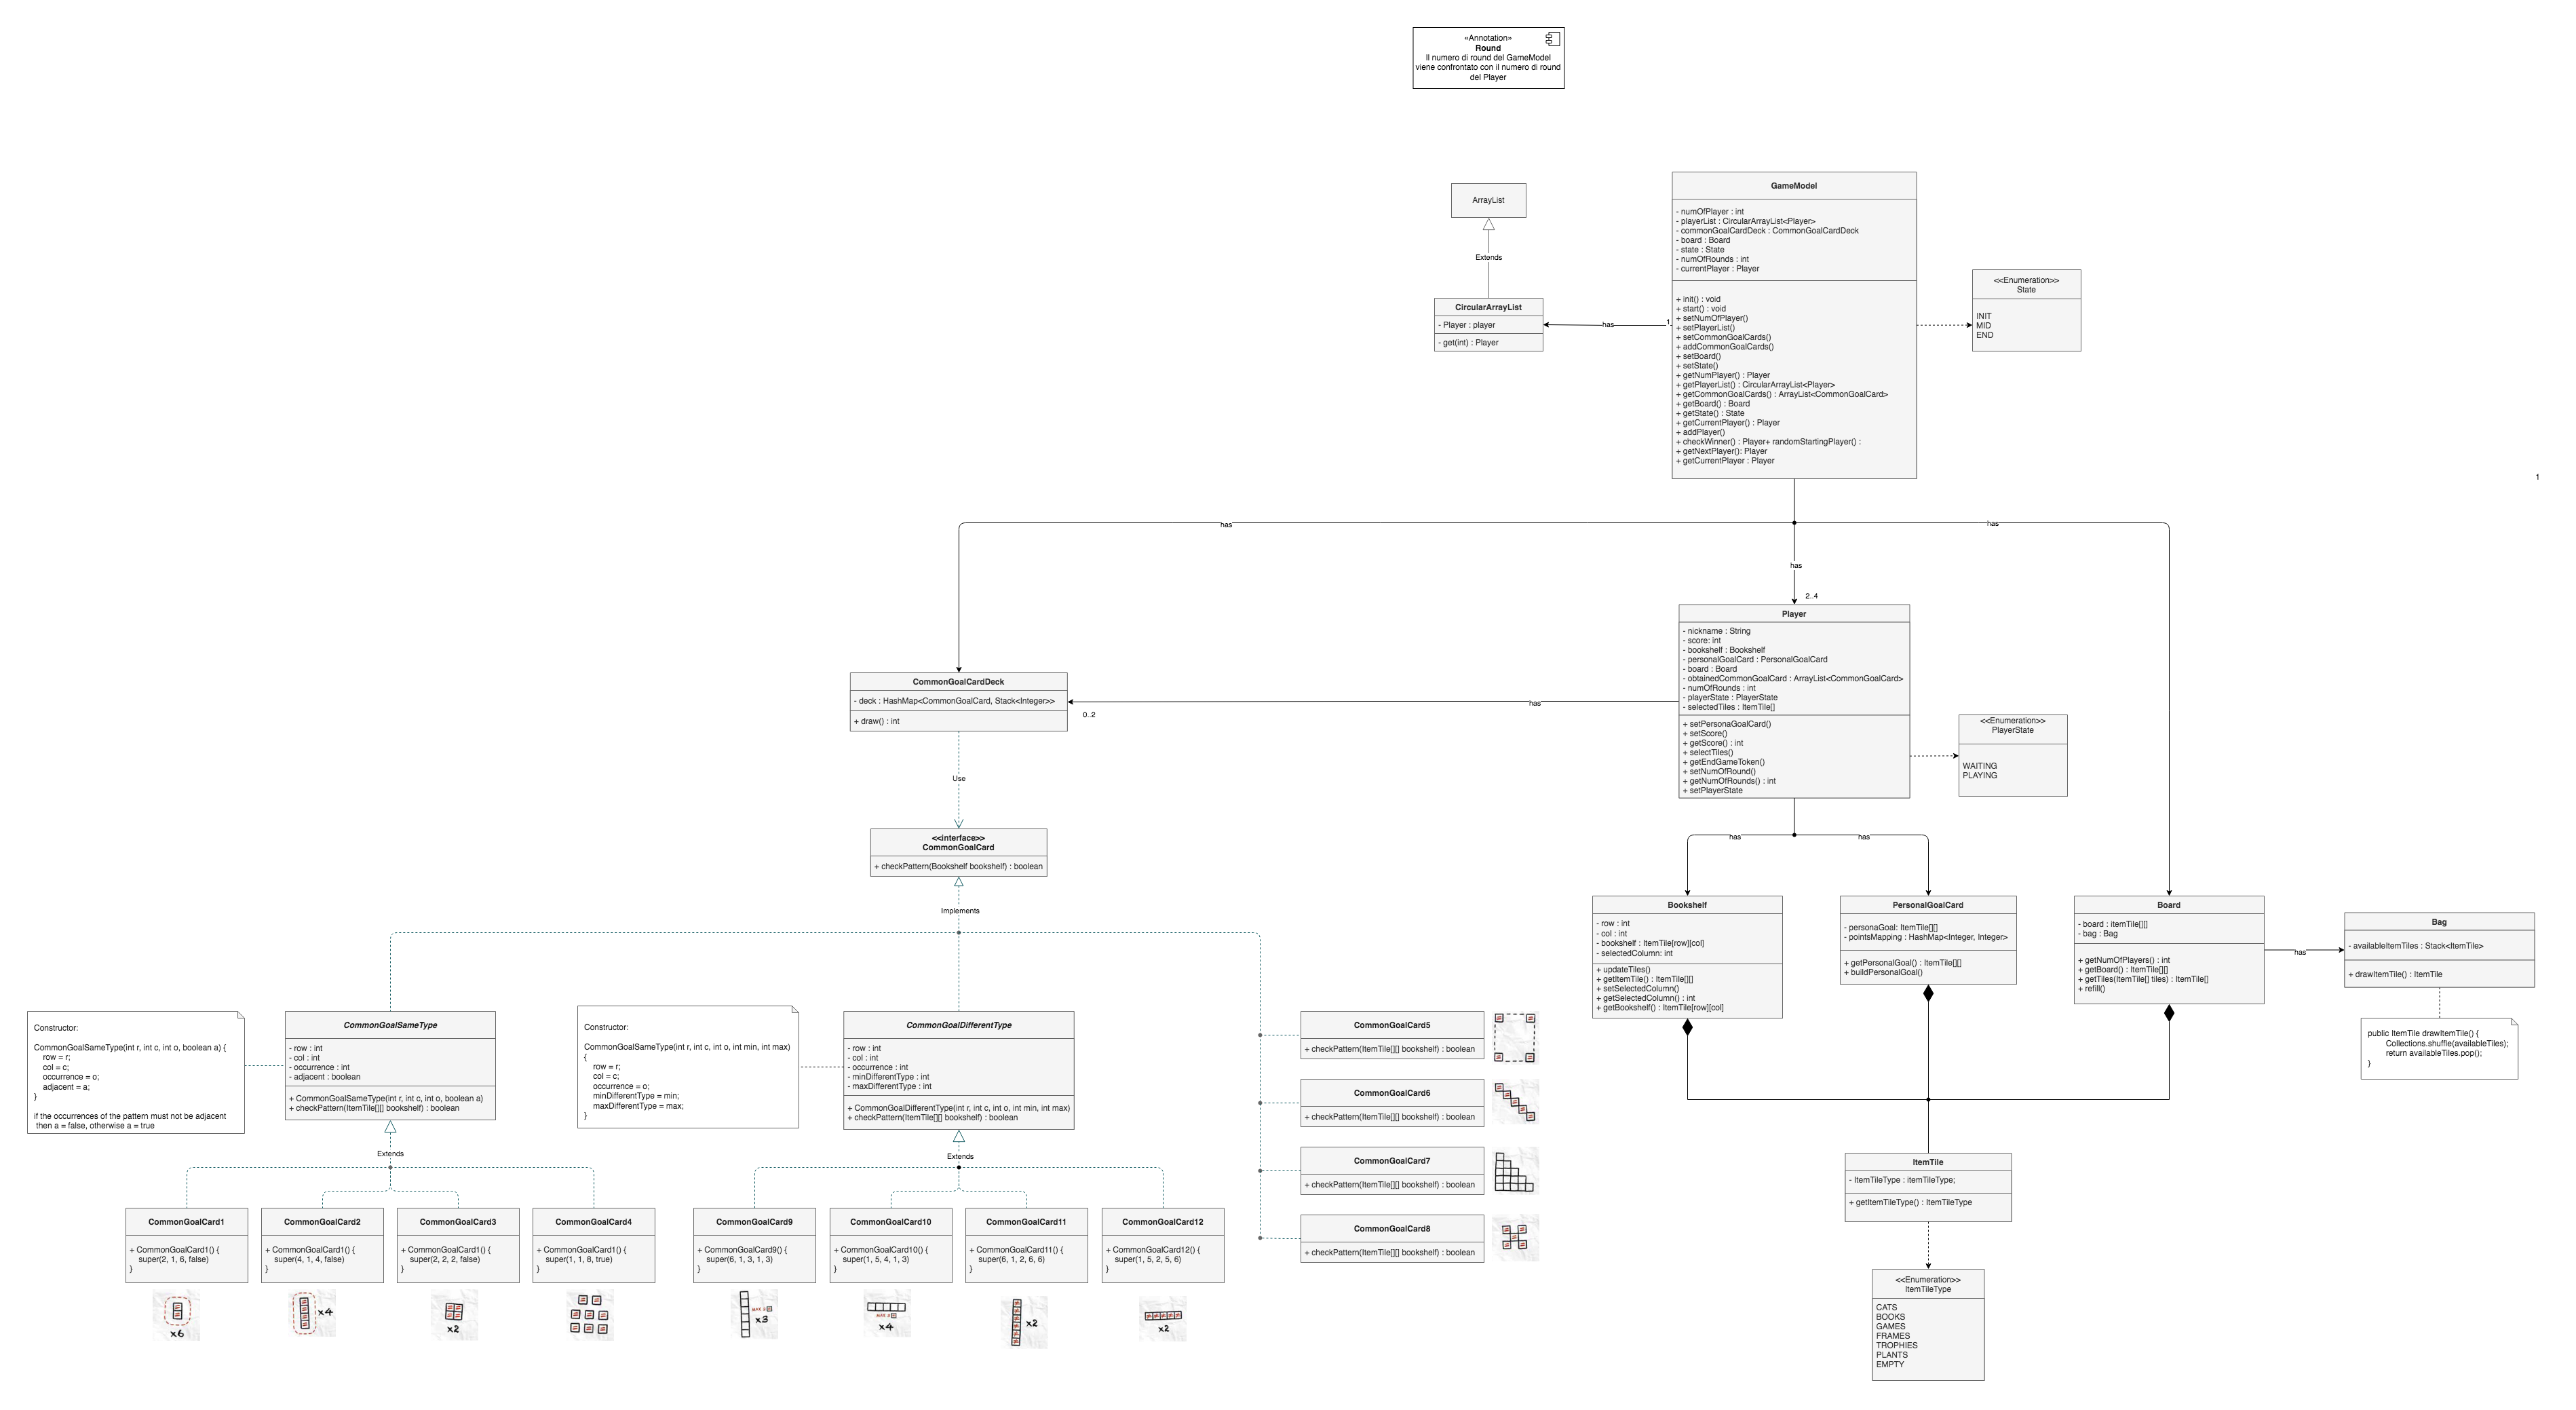 «Annotation»
Round
Il numero di round del GameModel
viene confrontato con il numero di round
del Player
ArrayList
Extends
CircularArrayList
- Player : player
- get(int) : Player
has
1
GameModel
- numOfPlayer : int
- playerList : CircularArrayList<Player>
- commonGoalCardDeck : CommonGoalCardDeck
- board : Board
- state : State
- numOfRounds : int
- currentPlayer : Player
+ init() : void
+ start() : void
+ setNumOfPlayer()
+ setPlayerList()
+ setCommonGoalCards()
+ addCommonGoalCards()
+ setBoard()
+ setState()
+ getNumPlayer() : Player
+ getPlayerList() : CircularArrayList<Player>
+ getCommonGoalCards() : ArrayList<CommonGoalCard>
+ getBoard() : Board
+ getState() : State
+ getCurrentPlayer() : Player
+ addPlayer()
+ checkWinner() : Player+ randomStartingPlayer() :
+ getNextPlayer(): Player
+ getCurrentPlayer : Player
<<Enumeration>>
State
INIT
MID
END
1
has
has
has
2..4
Player
- nickname : String
- score: int
- bookshelf : Bookshelf
- personalGoalCard : PersonalGoalCard
- board : Board
- obtainedCommonGoalCard : ArrayList<CommonGoalCard>
- numOfRounds : int
- playerState : PlayerState
- selectedTiles : ItemTile[]
+ setPersonaGoalCard()
+ setScore()
+ getScore() : int
+ selectTiles()
+ getEndGameToken()
+ setNumOfRound()
+ getNumOfRounds() : int
+ setPlayerState
<<Enumeration>>
PlayerState
WAITING
PLAYING
CommonGoalCardDeck
- deck : HashMap<CommonGoalCard, Stack<Integer>>
+ draw() : int
0..2
has
Use
<<interface>>
CommonGoalCard
+ checkPattern(Bookshelf bookshelf) : boolean
Implements
has
has
Bookshelf
- row : int
- col : int
- bookshelf : ItemTile[row][col]
- selectedColumn: int
+ updateTiles()
+ getItemTile() : ItemTile[][]
+ setSelectedColumn()
+ getSelectedColumn() : int
+ getBookshelf() : ItemTile[row][col]
PersonalGoalCard
- personaGoal: ItemTile[][]
- pointsMapping : HashMap<Integer, Integer>
+ getPersonalGoal() : ItemTile[][]
+ buildPersonalGoal()
Board
- board : itemTile[][]
- bag : Bag
+ getNumOfPlayers() : int
+ getBoard() : ItemTile[][]
+ getTiles(ItemTile[] tiles) : ItemTile[]
+ refill()
has
Bag
- availableItemTiles : Stack<ItemTile>
+ drawItemTile() : ItemTile
public ItemTile drawItemTile() {
Collections.shuffle(availableTiles);
return availableTiles.pop();
}
Constructor:
CommonGoalSameType(int r, int c, int o, boolean a) {
row = r;
col = c;
occurrence = o;
adjacent = a;
}
if the occurrences of the pattern must not be adjacent
then a = false, otherwise a = true
CommonGoalSameType
- row : int
- col : int
- occurrence : int
- adjacent : boolean
+ CommonGoalSameType(int r, int c, int o, boolean a)
+ checkPattern(ItemTile[][] bookshelf) : boolean
Constructor:
CommonGoalSameType(int r, int c, int o, int min, int max)
{
row = r;
col = c;
occurrence = o;
minDifferentType = min;
maxDifferentType = max;
}
CommonGoalDifferentType
- row : int
- col : int
- occurrence : int
- minDifferentType : int
- maxDifferentType : int
+ CommonGoalDifferentType(int r, int c, int o, int min, int max)
+ checkPattern(ItemTile[][] bookshelf) : boolean
CommonGoalCard5
+ checkPattern(ItemTile[][] bookshelf) : boolean
CommonGoalCard6
+ checkPattern(ItemTile[][] bookshelf) : boolean
CommonGoalCard7
+ checkPattern(ItemTile[][] bookshelf) : boolean
CommonGoalCard8
+ checkPattern(ItemTile[][] bookshelf) : boolean
Extends
Extends
CommonGoalCard1
+ CommonGoalCard1() {
super(2, 1, 6, false)
}
x6
CommonGoalCard2
+ CommonGoalCard1() {
super(4, 1, 4, false)
}
x4
CommonGoalCard3
+ CommonGoalCard1() {
super(2, 2, 2, false)
}
x2
CommonGoalCard4
+ CommonGoalCard1() {
super(1, 1, 8, true)
}
CommonGoalCard9
+ CommonGoalCard9() {
super(6, 1, 3, 1, 3)
}
x3
CommonGoalCard10
+ CommonGoalCard10() {
super(1, 5, 4, 1, 3)
}
x4
CommonGoalCard11
+ CommonGoalCard11() {
super(6, 1, 2, 6, 6)
}
x2
CommonGoalCard12
+ CommonGoalCard12() {
super(1, 5, 2, 5, 6)
}
x2
ItemTile
- ItemTileType : itemTileType;
+ getItemTileType() : ItemTileType
<<Enumeration>>
ItemTileType
CATS
BOOKS
GAMES
FRAMES
TROPHIES
PLANTS
EMPTY